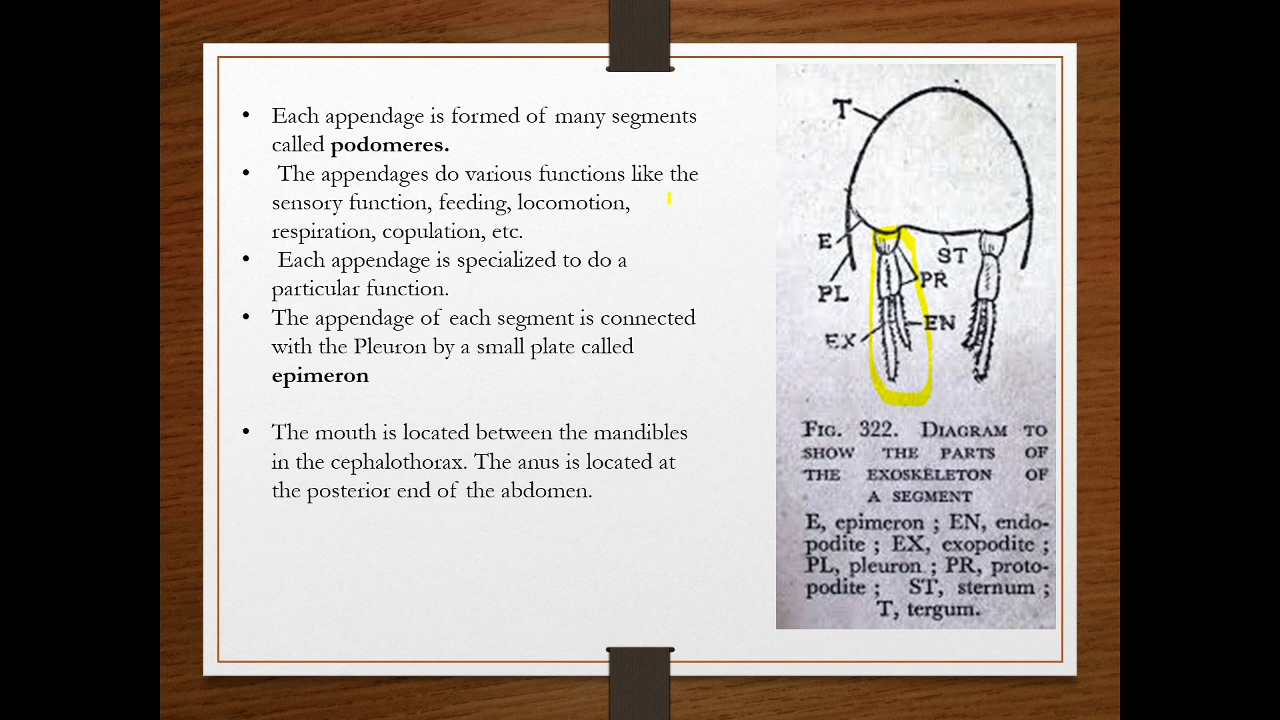 • Each appendage is formed of many segments
called podomeres.
• The appendages do various functions like the
sensory function, feeding, locomotion,
respiration, copulation, etc.
• Each appendage is specialized to do a
particular function.
• The appendage of each segment is connected
with the Pleuron by a small plate called
epimeron
• The mouth is located between the mandibles
in the cephalothorax. The anus is located at
the posterior end of the abdomen.
T
E
ST
PL
PR
EX
EN
FIG. 322. DIAGRAM TO
SHOW THE PARTS OF
THE EXOSKELETON OF
A SEGMENT
E, epimeron ; EN, endo-
podite ; EX, exopodite ;
PL, pleuron ; PR, proto-
podite ; ST, sternum ;
T, tergum.